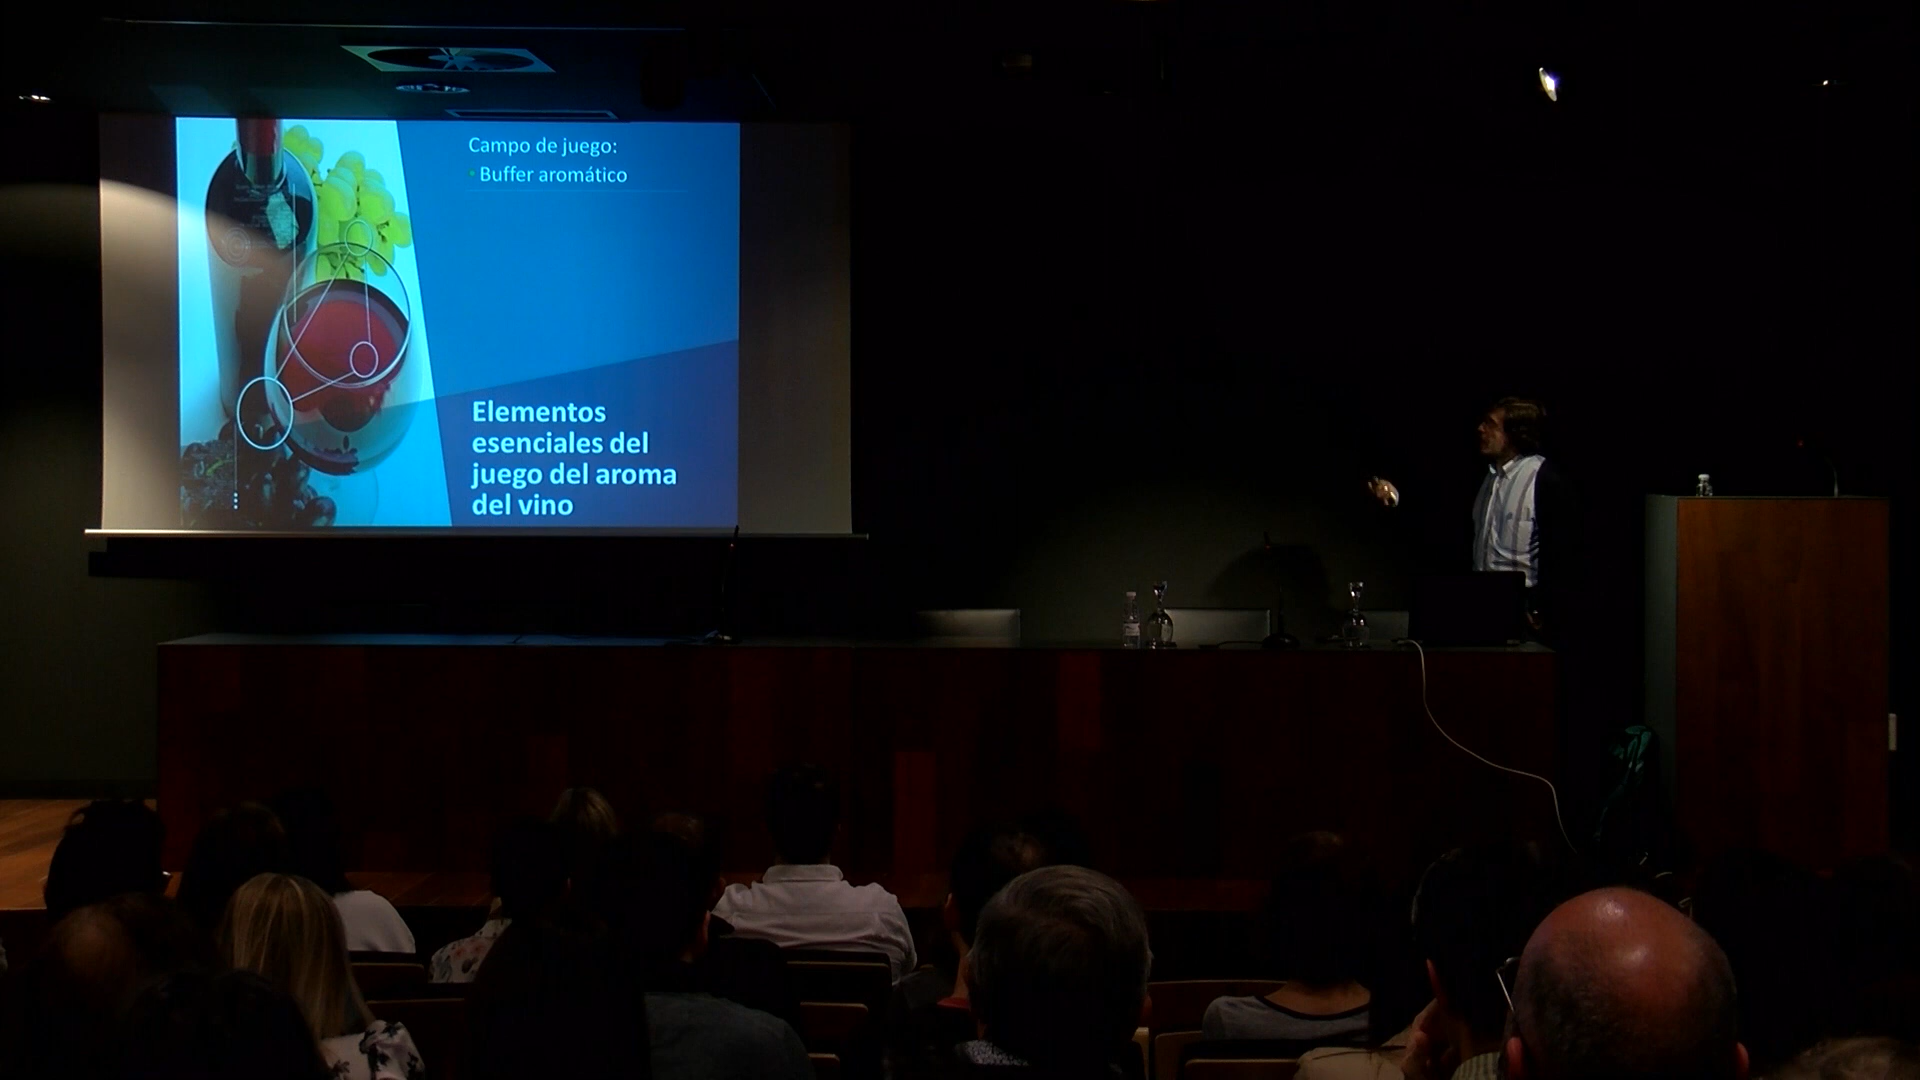 Campo de juego:
• Buffer aromático
Elementos
esenciales del
juego del aroma
del vino